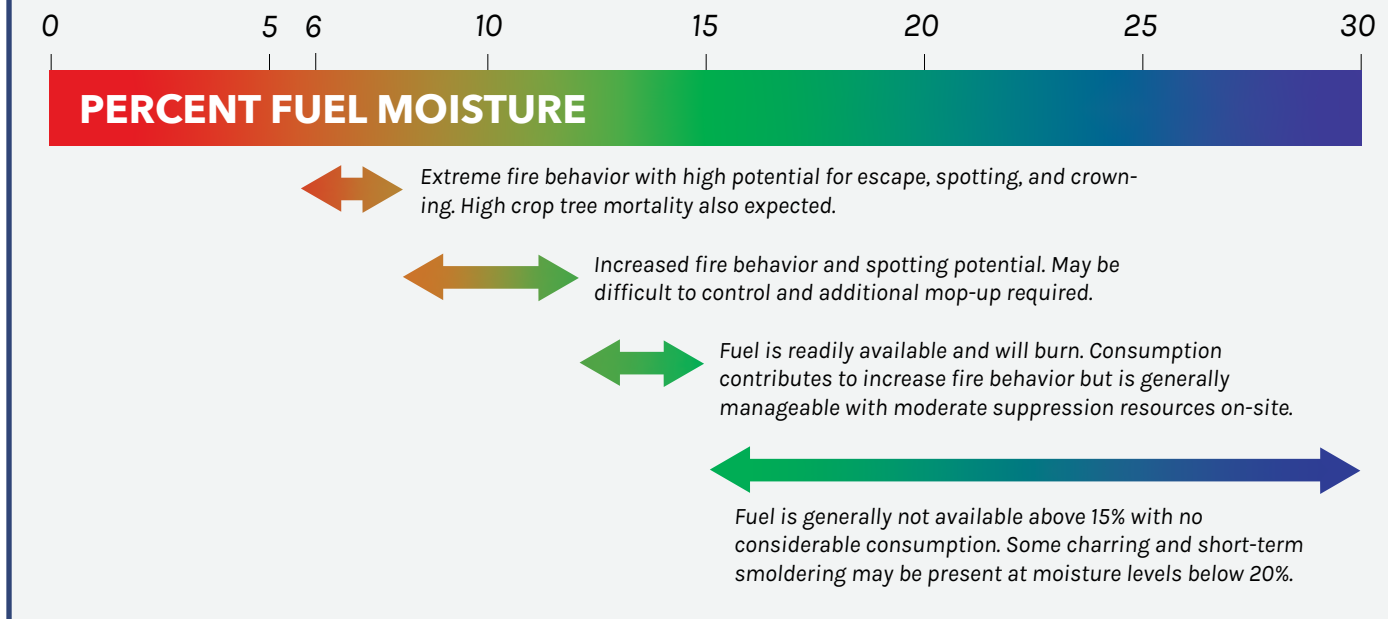 0 5 6 10 15 20 25 30
PERCENT FUEL MOISTURE
Extreme fire behavior with high potential for escape, spotting, and crown-
ing. High crop tree mortality also expected.
Increased fire behavior and spotting potential. May be
difficult to control and additional mop-up required.
Fuel is readily available and will burn. Consumption
contributes to increase fire behavior but is generally
manageable with moderate suppression resources on-site.
Fuel is generally not available above 15% with no
considerable consumption. Some charring and short-term
smoldering may be present at moisture levels below 20%.